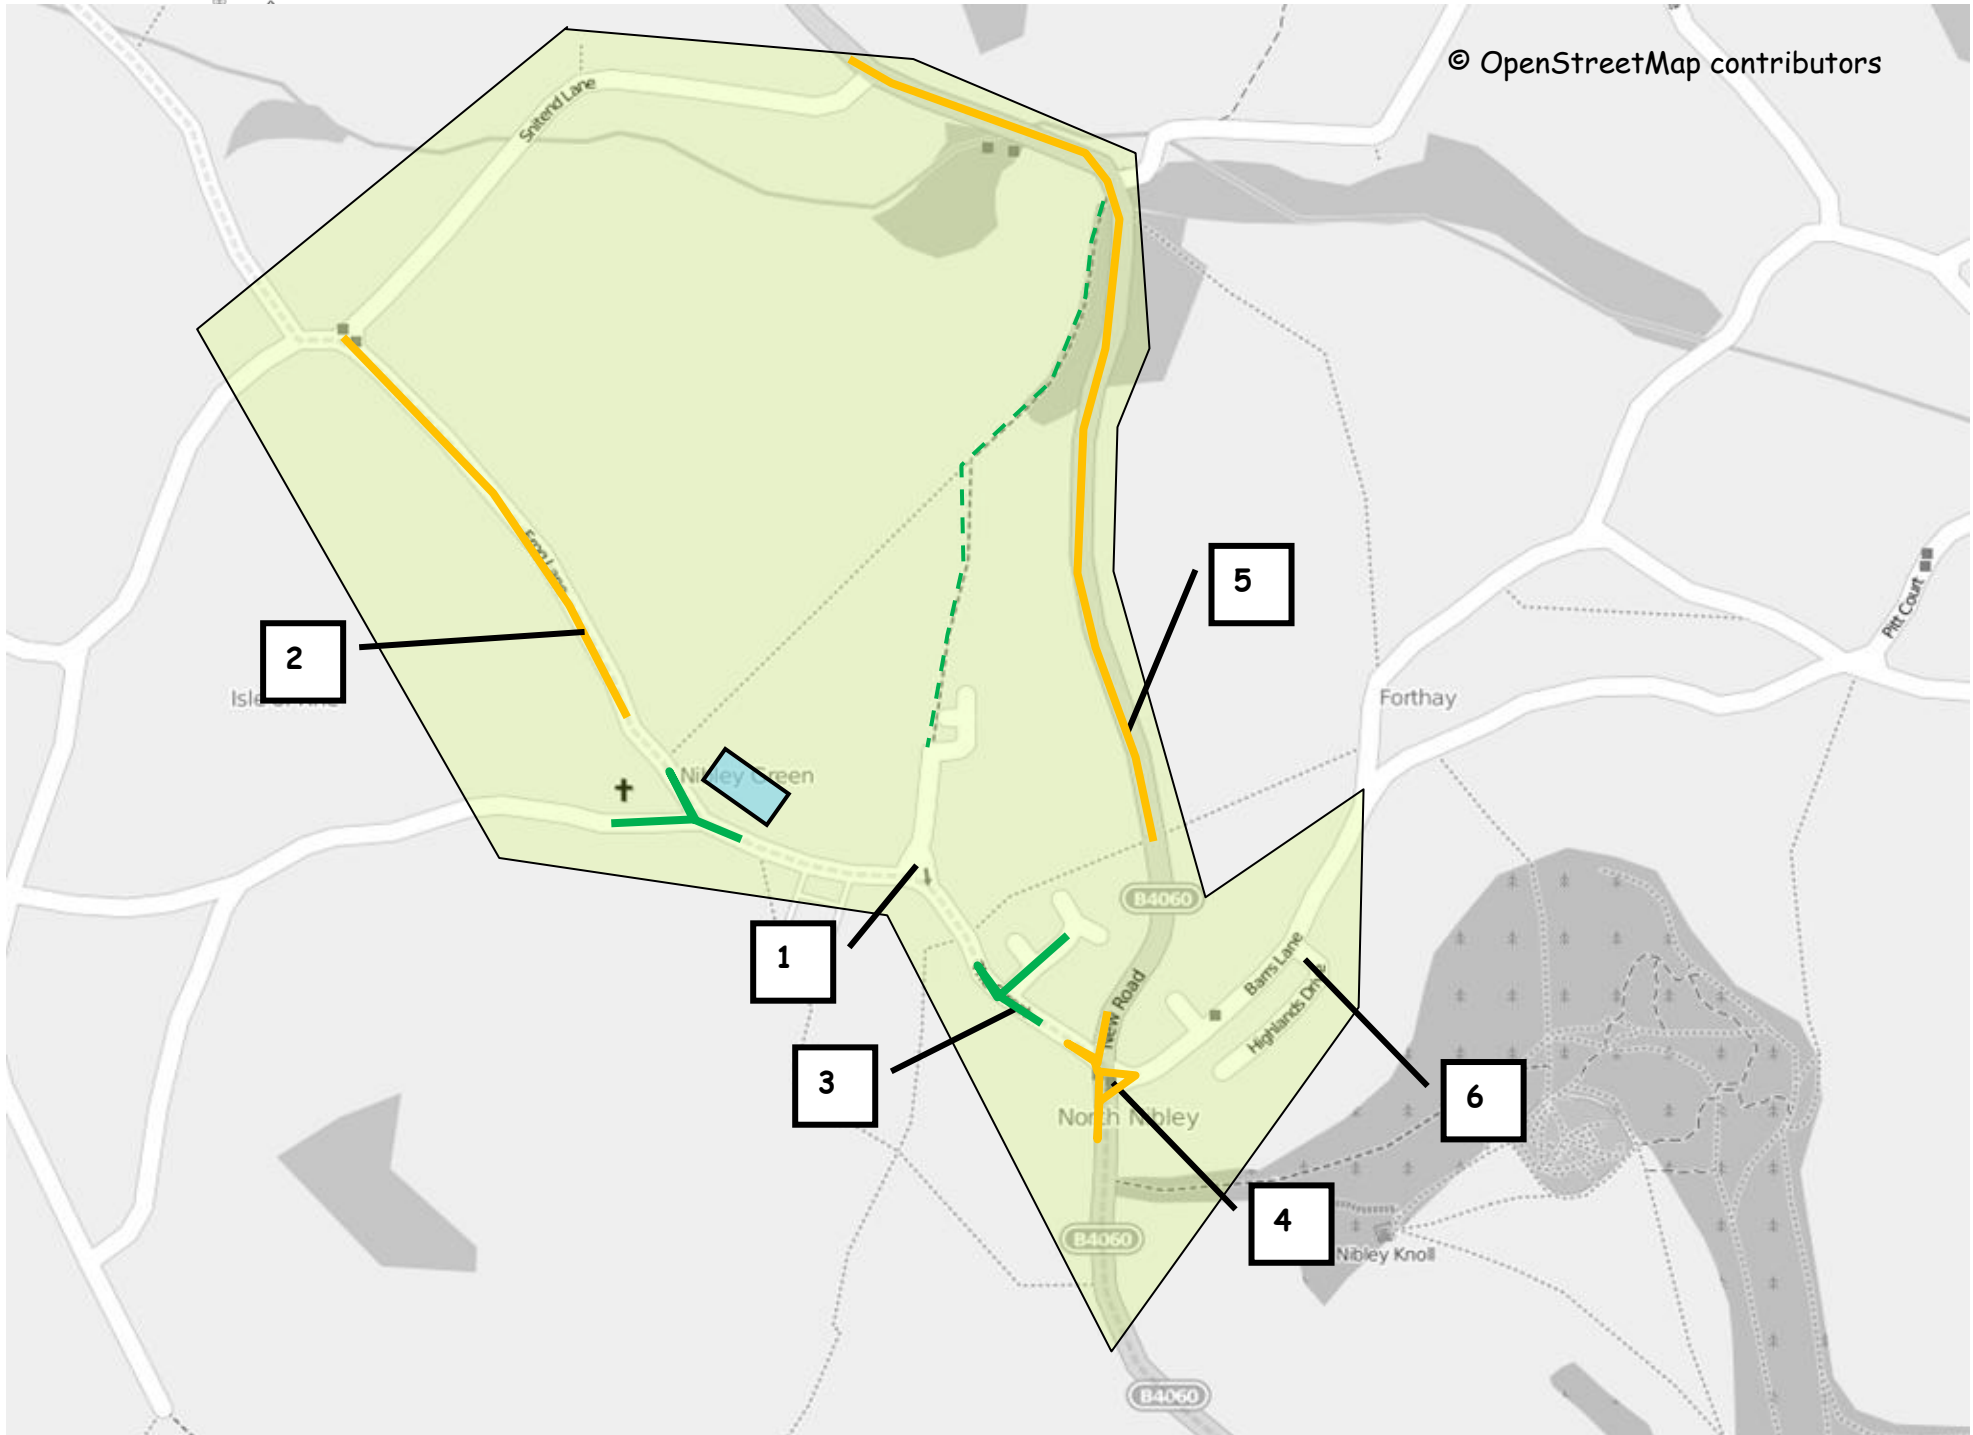 © OpenStreetMap contributors
Snitend Lane
5
Pitt Court
2
Forthay
Nibley Green
B4060
1
Barrs Lane
New Road
Highlands Drive
3
6
North Nibley
4
B4060
Nibley Knoll
B4060